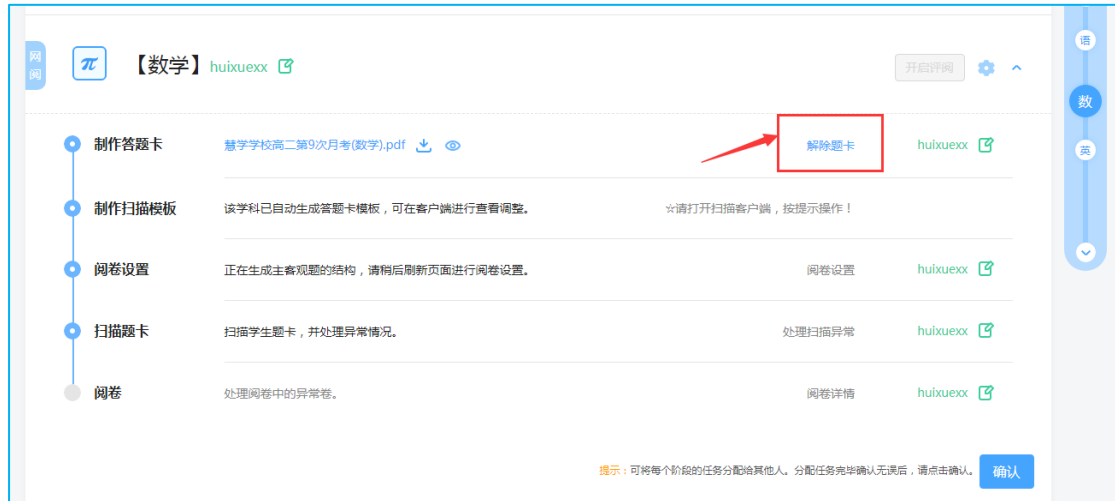 网阅
π 【数学】 huixuexx 开启评阅
制作答题卡 慧学学校高二第9次月考(数学).pdf 解除题卡 huixuexx
制作扫描模板 该学科已自动生成答题卡模板，可在客户端进行查看调整。 ☆请打开扫描客户端，按提示操作！
阅卷设置 正在生成主客观题的结构，请稍后刷新页面进行阅卷设置。 阅卷设置 huixuexx
扫描题卡 扫描学生题卡，并处理异常情况。 处理扫描异常 huixuexx
阅卷 处理阅卷中的异常卷。 阅卷详情 huixuexx
提示：可将每个阶段的任务分配给其他人。分配任务完毕确认无误后，请点击确认。 确认
语
数
英